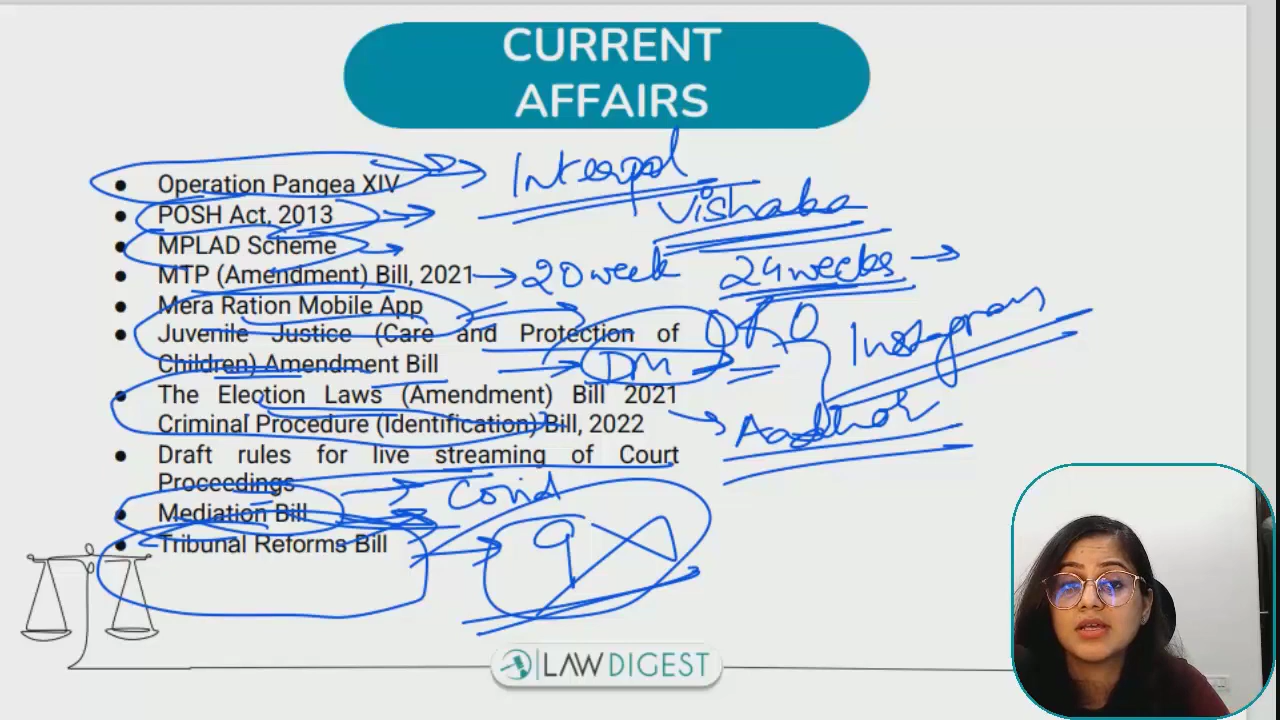 CURRENT
AFFAIRS
Interpol
• Operation Pangea XIV
• POSH Act, 2013
Vishaka
• MPLAD Scheme
• MTP (Amendment) Bill, 2021 → 20 week 24 weeks →
• Mera Ration Mobile App
• Juvenile Justice (Care and Protection of
Instagram
Children) Amendment Bill → DM
• The Election Laws (Amendment) Bill 2021
Criminal Procedure (Identification) Bill, 2022
Aadhar
• Draft rules for live streaming of Court
Proceedings → Covid
• Mediation Bill
• Tribunal Reforms Bill → 9
LAWDIGEST